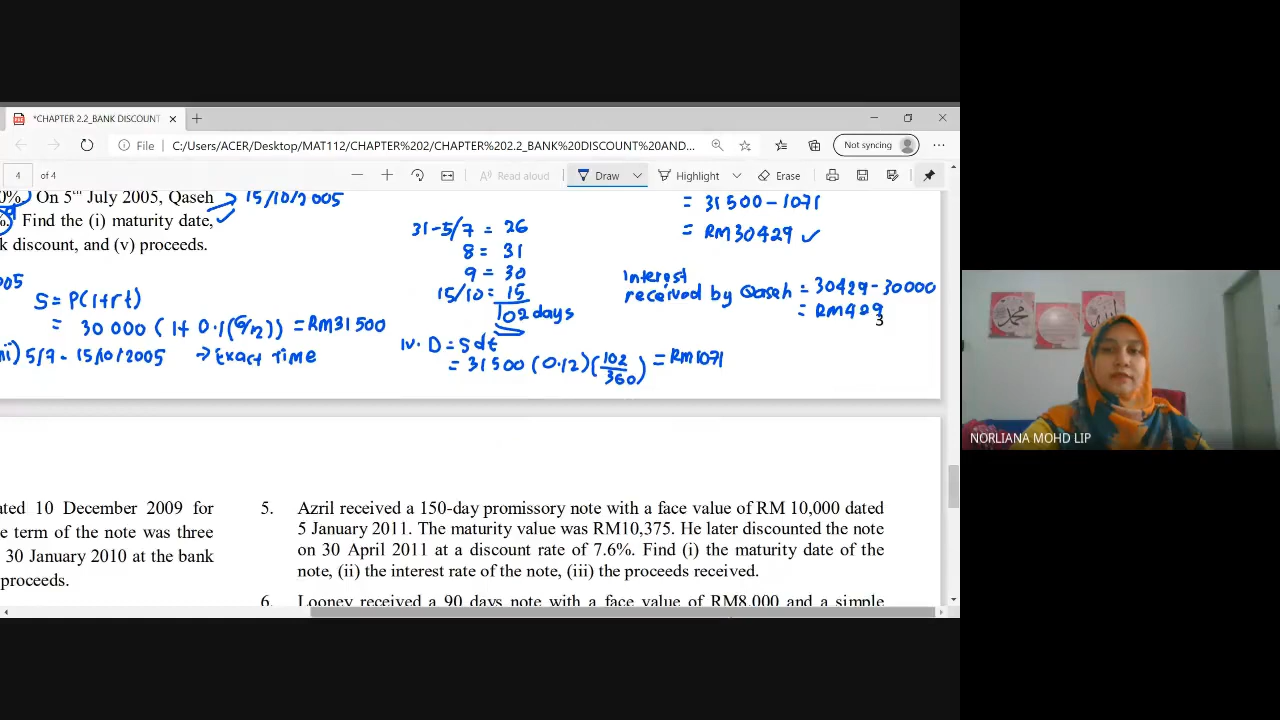 *CHAPTER 2.2_BANK DISCOUNT
File
C:/Users/ACER/Desktop/MAT112/CHAPTER%202/CHAPTER%202.2_BANK%20DISCOUNT%20AND...
Not syncing
4 of 4
Read aloud
Draw
Highlight
Erase
0% On 5th July 2005, Qaseh
15/10/2005
%. Find the (i) maturity date,
k discount, and (v) proceeds.
005
S = P(1+rt)
= 30 000 (1+ 0.1(6/12)) = RM31 500
5/7 - 15/10/2005 → Exact Time
31-5/7 = 26
8 = 31
9 = 30
15/10 = 15
102 days
iv. D = Sdt
= 31500 (0.12)(102/360) = RM1071
= 31 500 - 1071
= RM30429 ✓
Interest
received by Qaseh = 30429 - 30000
= RM429
3
ated 10 December 2009 for
e term of the note was three
30 January 2010 at the bank
proceeds.
5. Azril received a 150-day promissory note with a face value of RM 10,000 dated
5 January 2011. The maturity value was RM10,375. He later discounted the note
on 30 April 2011 at a discount rate of 7.6%. Find (i) the maturity date of the
note, (ii) the interest rate of the note, (iii) the proceeds received.
6. Looney received a 90 days note with a face value of RM8,000 and a simple
NORLIANA MOHD LIP